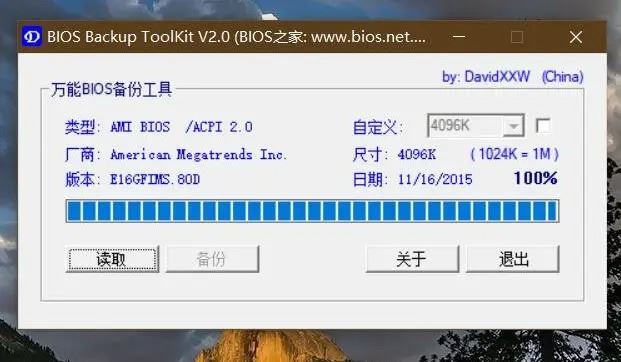 BIOS Backup ToolKit V2.0 (BIOS之家: www.bios.net....
by: DavidXXW (China)
万能BIOS备份工具
类型: AMI BIOS /ACPI 2.0 自定义: 4096K
厂商: American Megatrends Inc. 尺寸: 4096K (1024K = 1M)
版本: E16GFIMS.80D 日期: 11/16/2015 100%
读取 备份 关于 退出